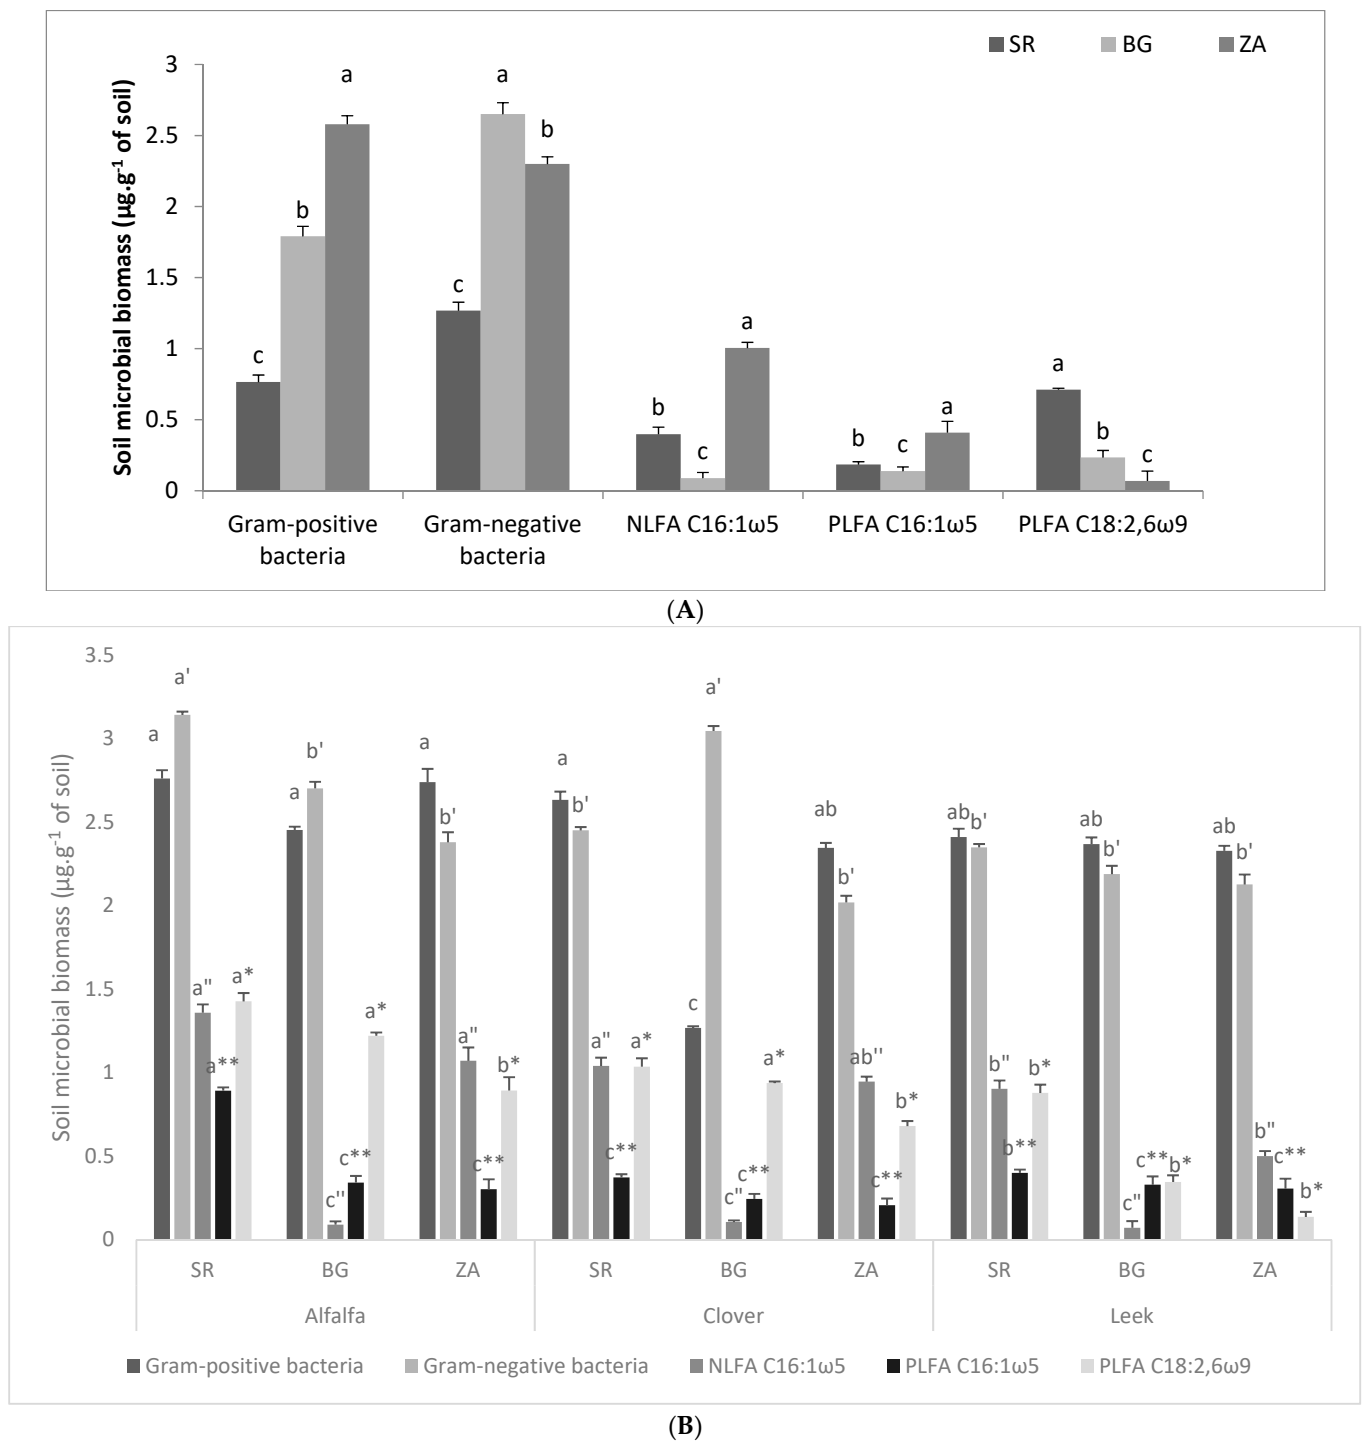 SR BG ZA
Soil microbial biomass (µg.g-1 of soil)
3
2.5
2
1.5
1
0.5
0
c b a
c a b
b c a
b c a
a b c
Gram-positive bacteria
Gram-negative bacteria
NLFA C16:1ω5
PLFA C16:1ω5
PLFA C18:2,6ω9
(A)
Soil microbial biomass (µg.g-1 of soil)
3.5
3
2.5
2
1.5
1
0.5
0
a a' a" a** a*
a b' c" c** a*
a b' a" c** b*
a b' a" c** a*
c a' c" c** a*
ab b' ab" c** b*
ab b' b" b** b*
ab b' c" c** b*
ab b' b" c** b*
SR BG ZA SR BG ZA SR BG ZA
Alfalfa Clover Leek
Gram-positive bacteria Gram-negative bacteria NLFA C16:1ω5 PLFA C16:1ω5 PLFA C18:2,6ω9
(B)